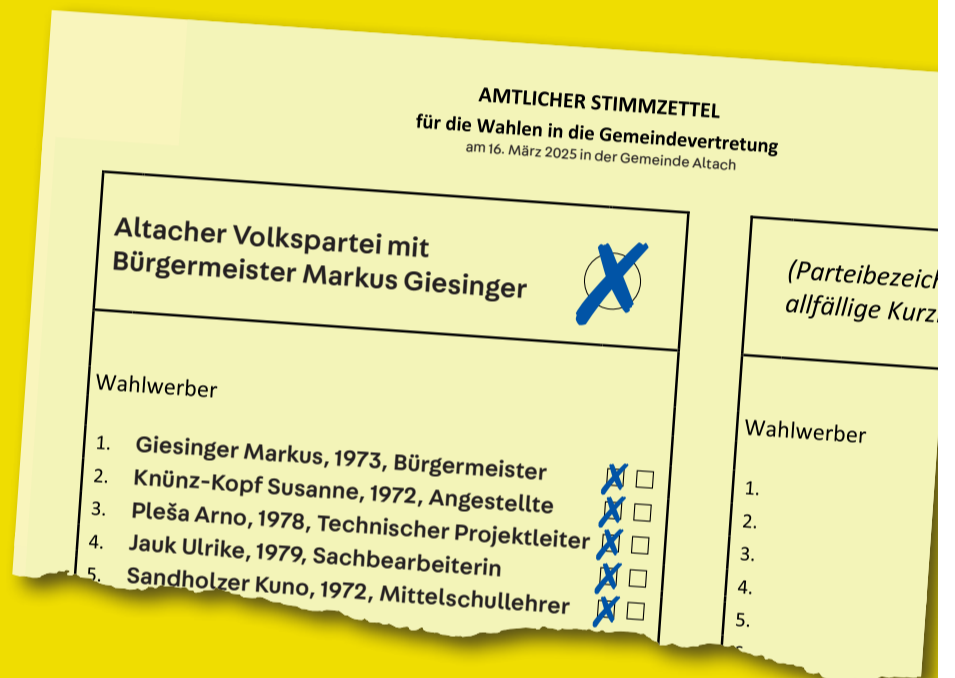 AMTLICHER STIMMZETTEL
für die Wahlen in die Gemeindevertretung
am 16. März 2025 in der Gemeinde Altach
Altacher Volkspartei mit
Bürgermeister Markus Giesinger
Wahlwerber
1. Giesinger Markus, 1973, Bürgermeister
2. Knünz-Kopf Susanne, 1972, Angestellte
3. Pleša Arno, 1978, Technischer Projektleiter
4. Jauk Ulrike, 1979, Sachbearbeiterin
5. Sandholzer Kuno, 1972, Mittelschullehrer
(Parteibezeich
allfällige Kurz
Wahlwerber
1.
2.
3.
4.
5.